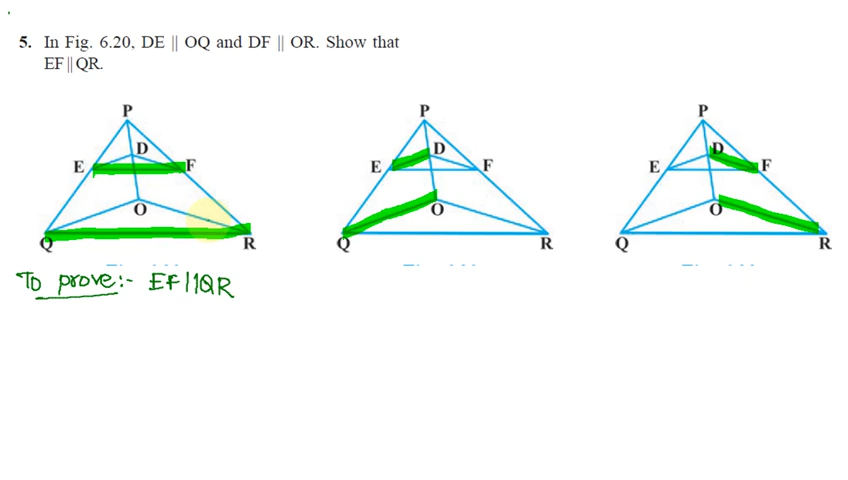 5. In Fig. 6.20, DE || OQ and DF || OR. Show that
EF || QR.
P
P
P
D
D
D
E
F
E
F
E
F
O
O
O
Q
R
Q
R
Q
R
To prove:- EF||QR